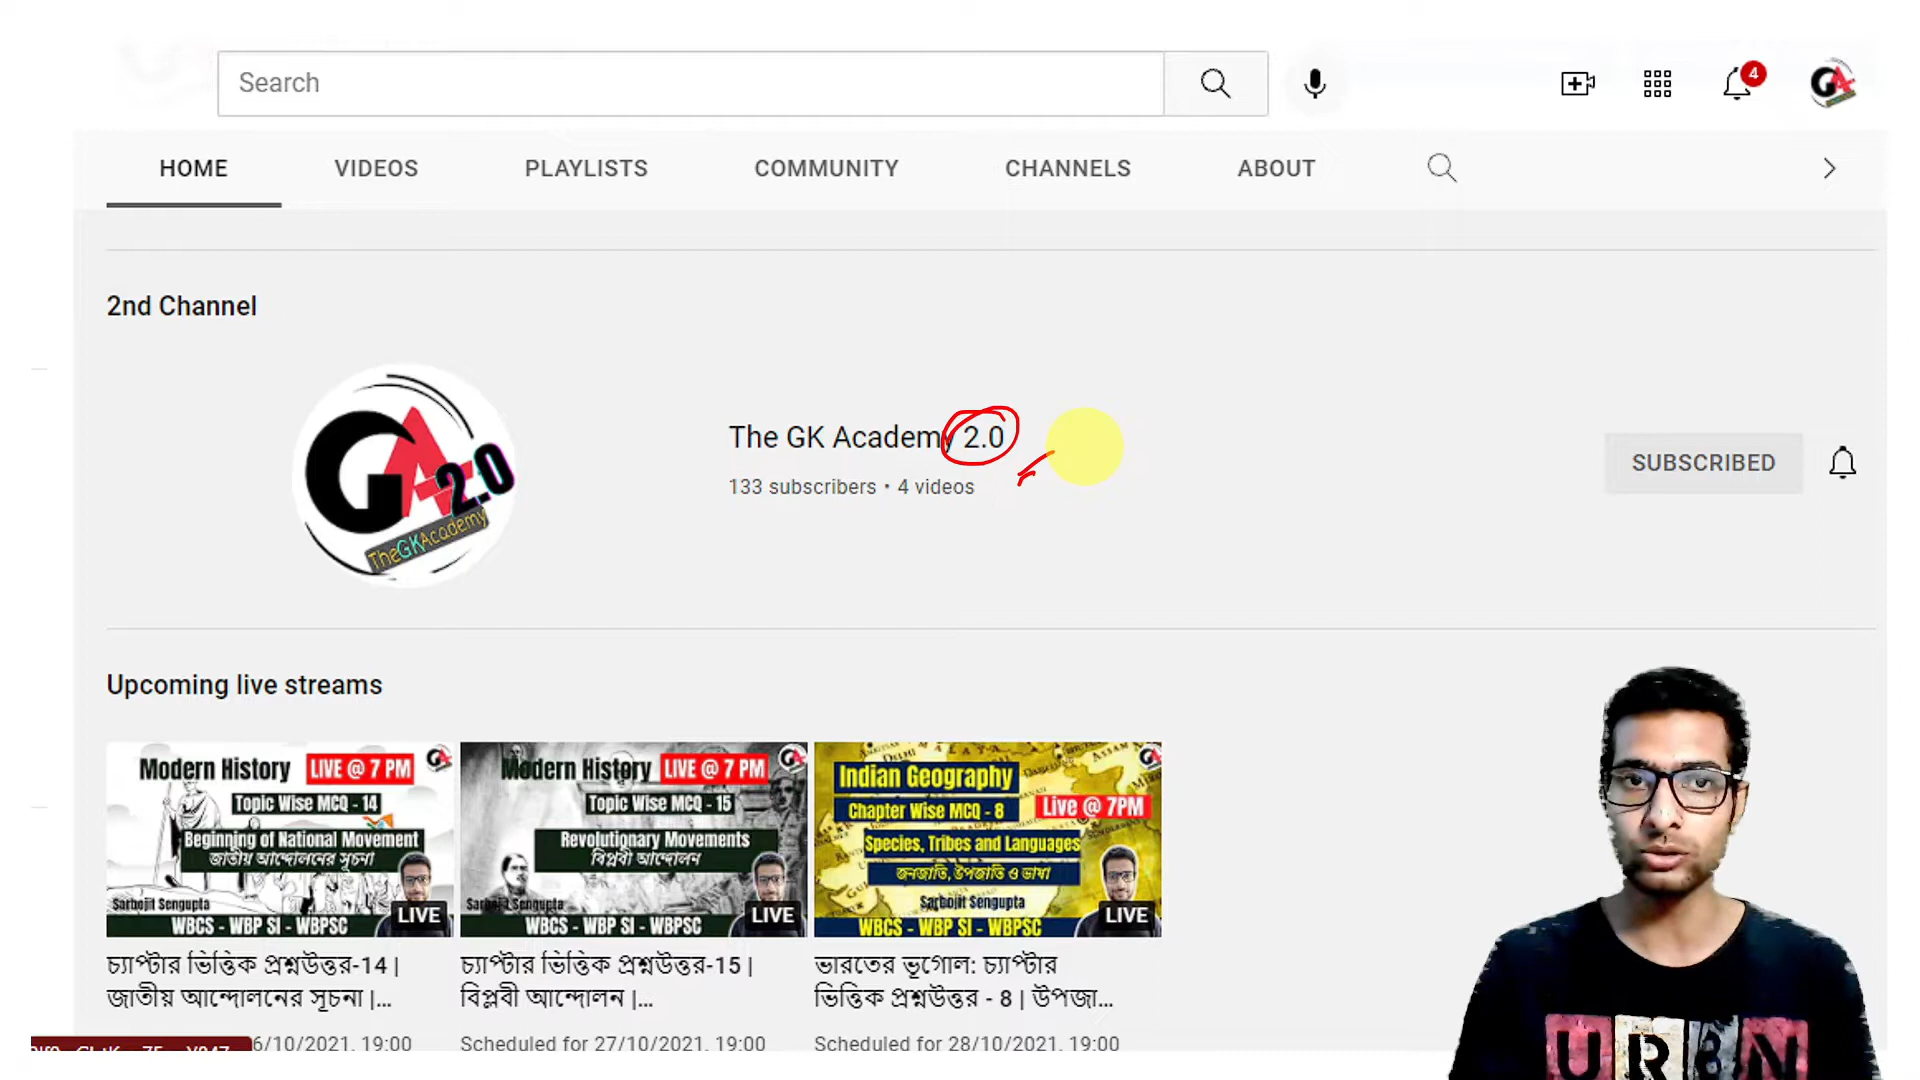 Search
4
HOME
VIDEOS
PLAYLISTS
COMMUNITY
CHANNELS
ABOUT
2nd Channel
GA 2.0
TheGKAcademy
The GK Academy 2.0
133 subscribers • 4 videos
SUBSCRIBED
Upcoming live streams
Modern History LIVE @ 7 PM
Topic Wise MCQ - 14
Beginning of National Movement
জাতীয় আন্দোলনের সূচনা
Sarbojit Sengupta
LIVE
WBCS - WBP SI - WBPSC
Modern History LIVE @ 7 PM
Topic Wise MCQ - 15
Revolutionary Movements
বিপ্লবী আন্দোলন
Sarbojit Sengupta
LIVE
WBCS - WBP SI - WBPSC
Indian Geography
Chapter Wise MCQ - 8
Live @ 7PM
Species, Tribes and Languages
জনজাতি, উপজাতি ও ভাষা
Sarbojit Sengupta
LIVE
WBCS - WBP SI - WBPSC
চ্যাপ্টার ভিত্তিক প্রশ্নউত্তর-14 |
জাতীয় আন্দোলনের সূচনা |...
চ্যাপ্টার ভিত্তিক প্রশ্নউত্তর-15 |
বিপ্লবী আন্দোলন |...
ভারতের ভূগোল: চ্যাপ্টার
ভিত্তিক প্রশ্নউত্তর - 8 | উপজা...
6/10/2021, 19:00
Scheduled for 27/10/2021, 19:00
Scheduled for 28/10/2021, 19:00
UR8N